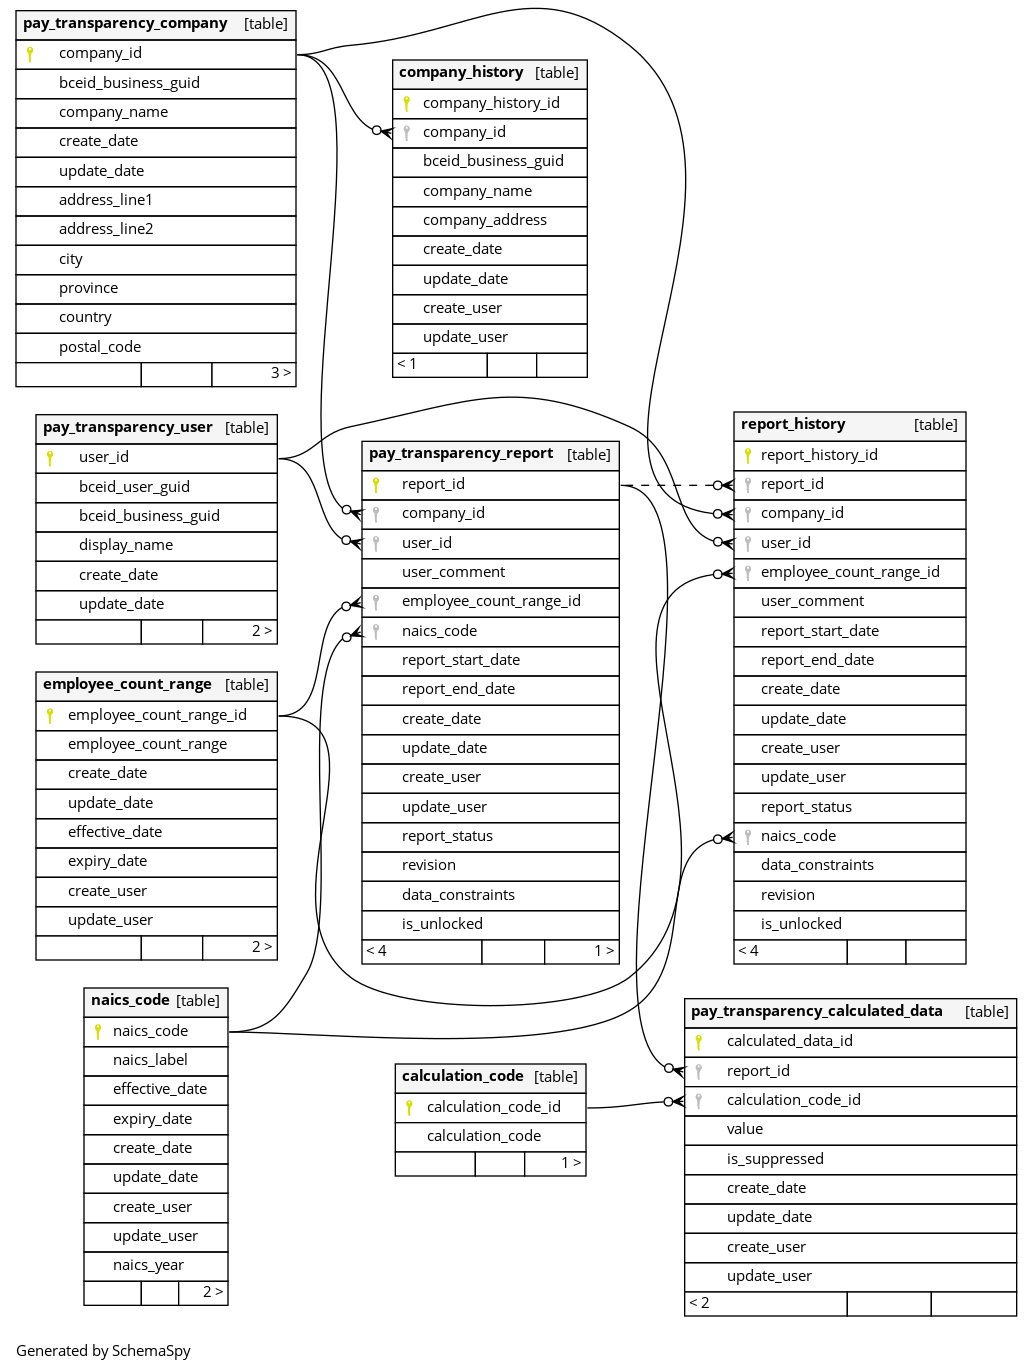 pay_transparency_company [table]
company_id
bceid_business_guid
company_name
create_date
update_date
address_line1
address_line2
city
province
country
postal_code
3 >
company_history [table]
company_history_id
company_id
bceid_business_guid
company_name
company_address
create_date
update_date
create_user
update_user
< 1
pay_transparency_user [table]
user_id
bceid_user_guid
bceid_business_guid
display_name
create_date
update_date
2 >
pay_transparency_report [table]
report_id
company_id
user_id
user_comment
employee_count_range_id
naics_code
report_start_date
report_end_date
create_date
update_date
create_user
update_user
report_status
revision
data_constraints
is_unlocked
< 4 1 >
report_history [table]
report_history_id
report_id
company_id
user_id
employee_count_range_id
user_comment
report_start_date
report_end_date
create_date
update_date
create_user
update_user
report_status
naics_code
data_constraints
revision
is_unlocked
< 4
employee_count_range [table]
employee_count_range_id
employee_count_range
create_date
update_date
effective_date
expiry_date
create_user
update_user
2 >
naics_code [table]
naics_code
naics_label
effective_date
expiry_date
create_date
update_date
create_user
update_user
naics_year
2 >
calculation_code [table]
calculation_code_id
calculation_code
1 >
pay_transparency_calculated_data [table]
calculated_data_id
report_id
calculation_code_id
value
is_suppressed
create_date
update_date
create_user
update_user
< 2
Generated by SchemaSpy